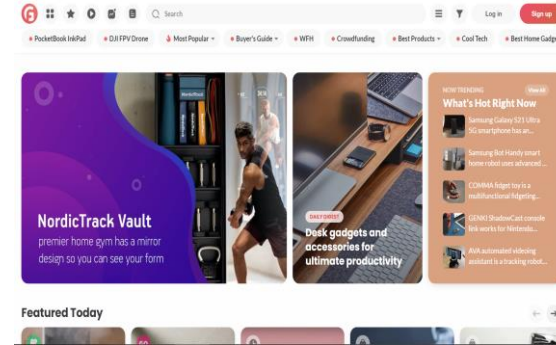 Search
Log in
Sign up
PocketBook InkPad
DJI FPV Drone
Most Popular
Buyer's Guide
WFH
Crowdfunding
Best Products
Cool Tech
Best Home Gadge
NordicTrack Vault
premier home gym has a mirror
design so you can see your form
Desk gadgets and
accessories for
ultimate productivity
NOW TRENDING
View All
What's Hot Right Now
Samsung Galaxy S21 Ultra
5G smartphone has an...
Samsung Bot Handy smart
home robot uses advanced ...
COMMA fidget toy is a
multifunctional fidgeting...
GENKI ShadowCast console
link works for Nintendo...
AVA automated videoing
assistant is a tracking robot...
Featured Today